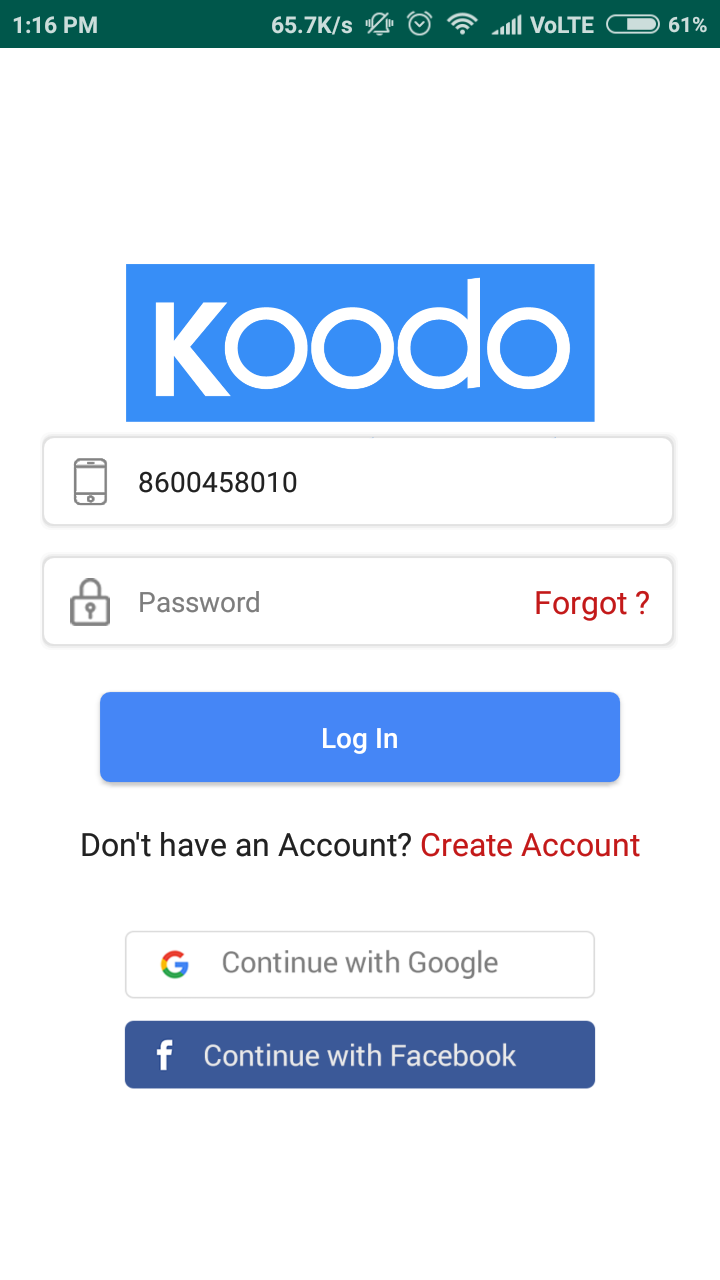 1:16 PM 65.7K/s VoLTE 61%
Koodo
8600458010
Password Forgot ?
Log In
Don't have an Account? Create Account
Continue with Google
Continue with Facebook